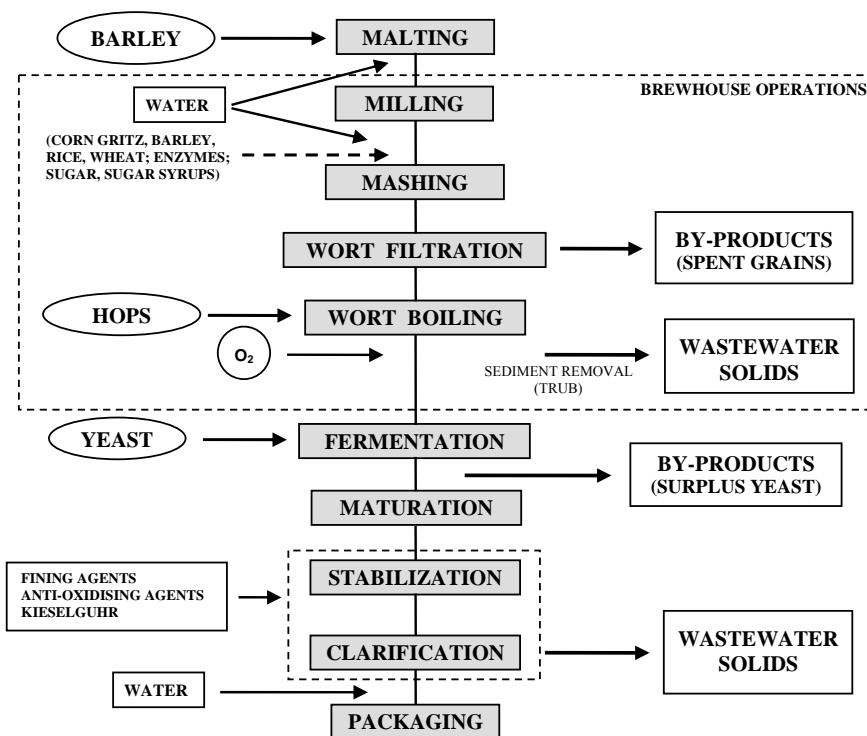 BARLEY
MALTING
BREWHOUSE OPERATIONS
WATER
MILLING
(CORN GRITZ, BARLEY,
RICE, WHEAT; ENZYMES;
SUGAR, SUGAR SYRUPS)
MASHING
WORT FILTRATION
BY-PRODUCTS
(SPENT GRAINS)
HOPS
WORT BOILING
O2
SEDIMENT REMOVAL
(TRUB)
WASTEWATER
SOLIDS
YEAST
FERMENTATION
BY-PRODUCTS
(SURPLUS YEAST)
MATURATION
FINING AGENTS
ANTI-OXIDISING AGENTS
KIESELGUHR
STABILIZATION
CLARIFICATION
WASTEWATER
SOLIDS
WATER
PACKAGING